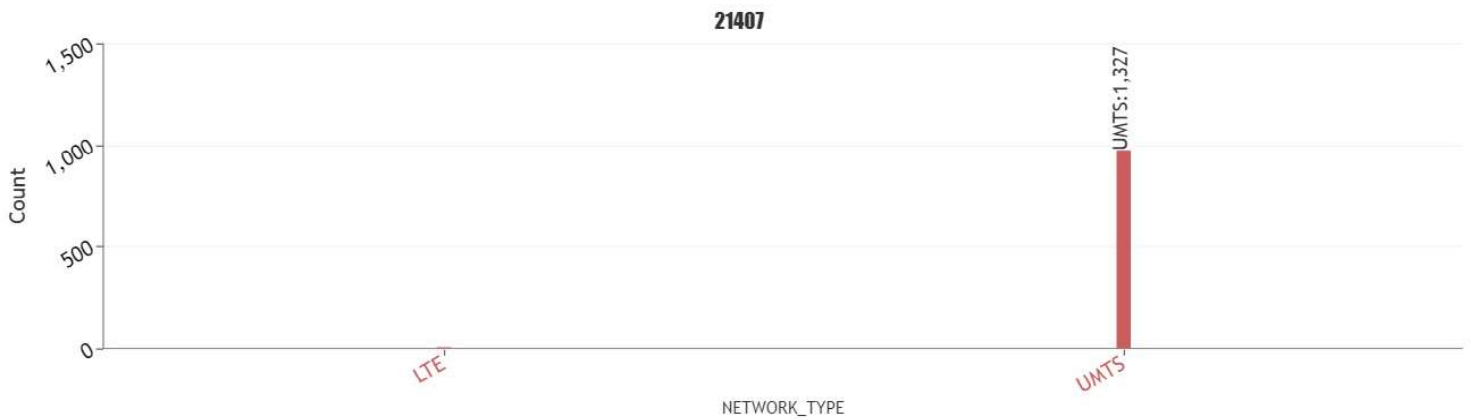 21407
1,500
1,000
500
0
Count
UMTS:1,327
LTE
UMTS
NETWORK_TYPE